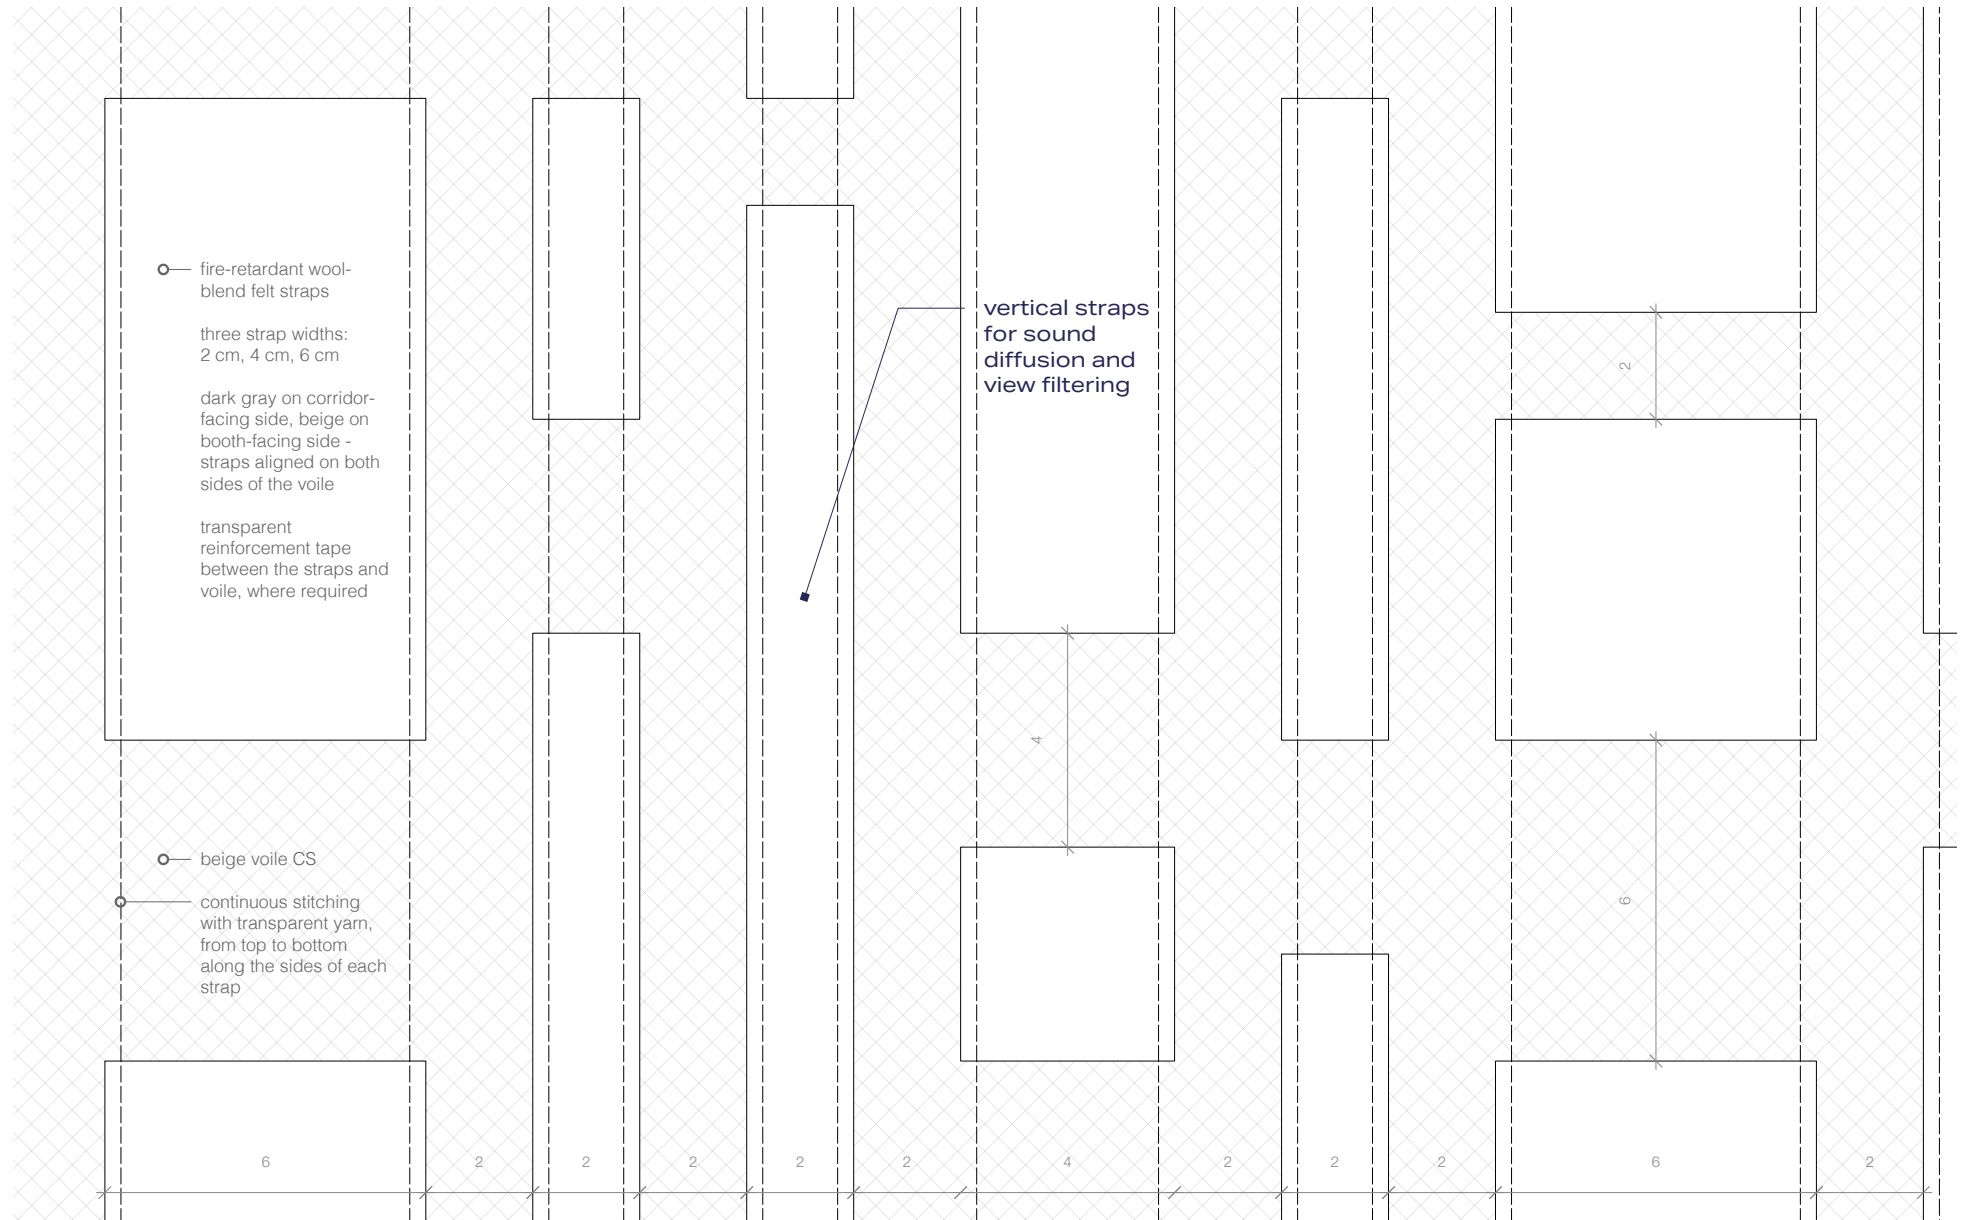 fire-retardant wool-
blend felt straps
three strap widths:
2 cm, 4 cm, 6 cm
dark gray on corridor-
facing side, beige on
booth-facing side -
straps aligned on both
sides of the voile
transparent
reinforcement tape
between the straps and
voile, where required
vertical straps
for sound
diffusion and
view filtering
2
4
beige voile CS
continuous stitching
with transparent yarn,
from top to bottom
along the sides of each
strap
6
6
2
2
2
2
2
4
2
2
2
6
2